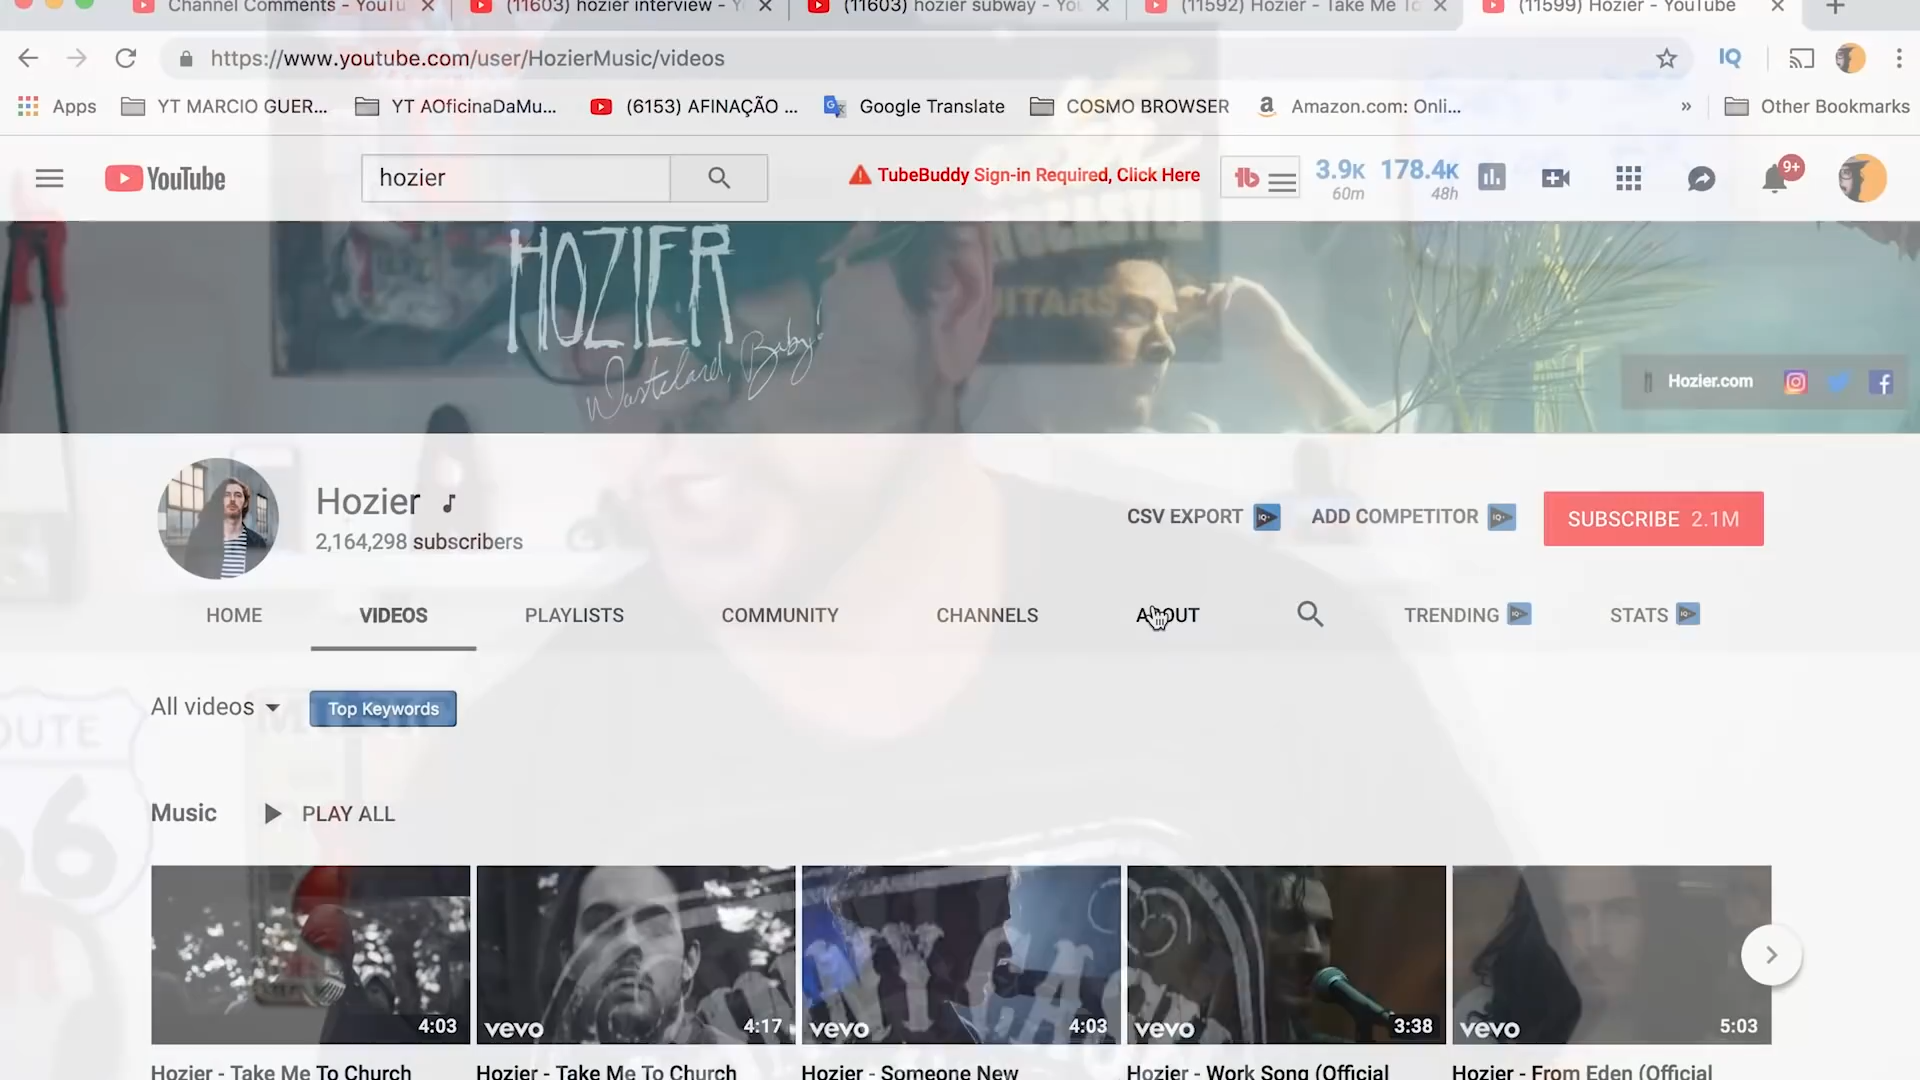 Channel Comments - YouTu
(11603) hozier interview - Y
(11603) hozier subway - You
(11592) Hozier - Take Me To
(11599) Hozier - YouTube
https://www.youtube.com/user/HozierMusic/videos
IQ
Apps
YT MARCIO GUER...
YT AOficinaDaMu...
(6153) AFINAÇÃO ...
Google Translate
COSMO BROWSER
Amazon.com: Onli...
»
Other Bookmarks
YouTube
hozier
TubeBuddy Sign-in Required, Click Here
tb
3.9K
60m
178.4K
48h
9+
HOZIER
Wasteland, Baby!
GUITARS
Hozier.com
Hozier
2,164,298 subscribers
CSV EXPORT
ADD COMPETITOR
SUBSCRIBE 2.1M
HOME
VIDEOS
PLAYLISTS
COMMUNITY
CHANNELS
ABOUT
TRENDING
STATS
All videos
Top Keywords
OUTE
66
Music
PLAY ALL
4:03
vevo
4:17
vevo
4:03
vevo
3:38
vevo
5:03
Hozier - Take Me To Church
Hozier - Take Me To Church
Hozier - Someone New
Hozier - Work Song (Official
Hozier - From Eden (Official